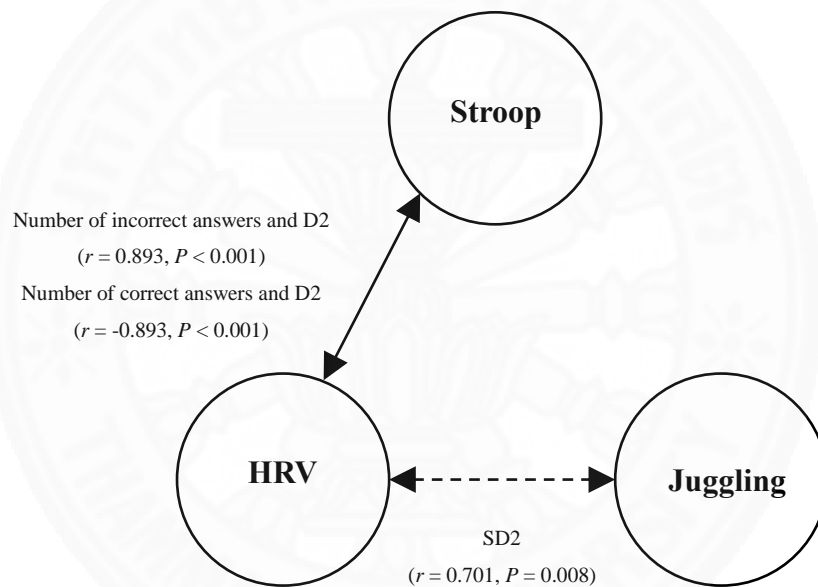 Stroop
Number of incorrect answers and D2
(r = 0.893, P < 0.001)
Number of correct answers and D2
(r = -0.893, P < 0.001)
HRV
Juggling
SD2
(r = 0.701, P = 0.008)